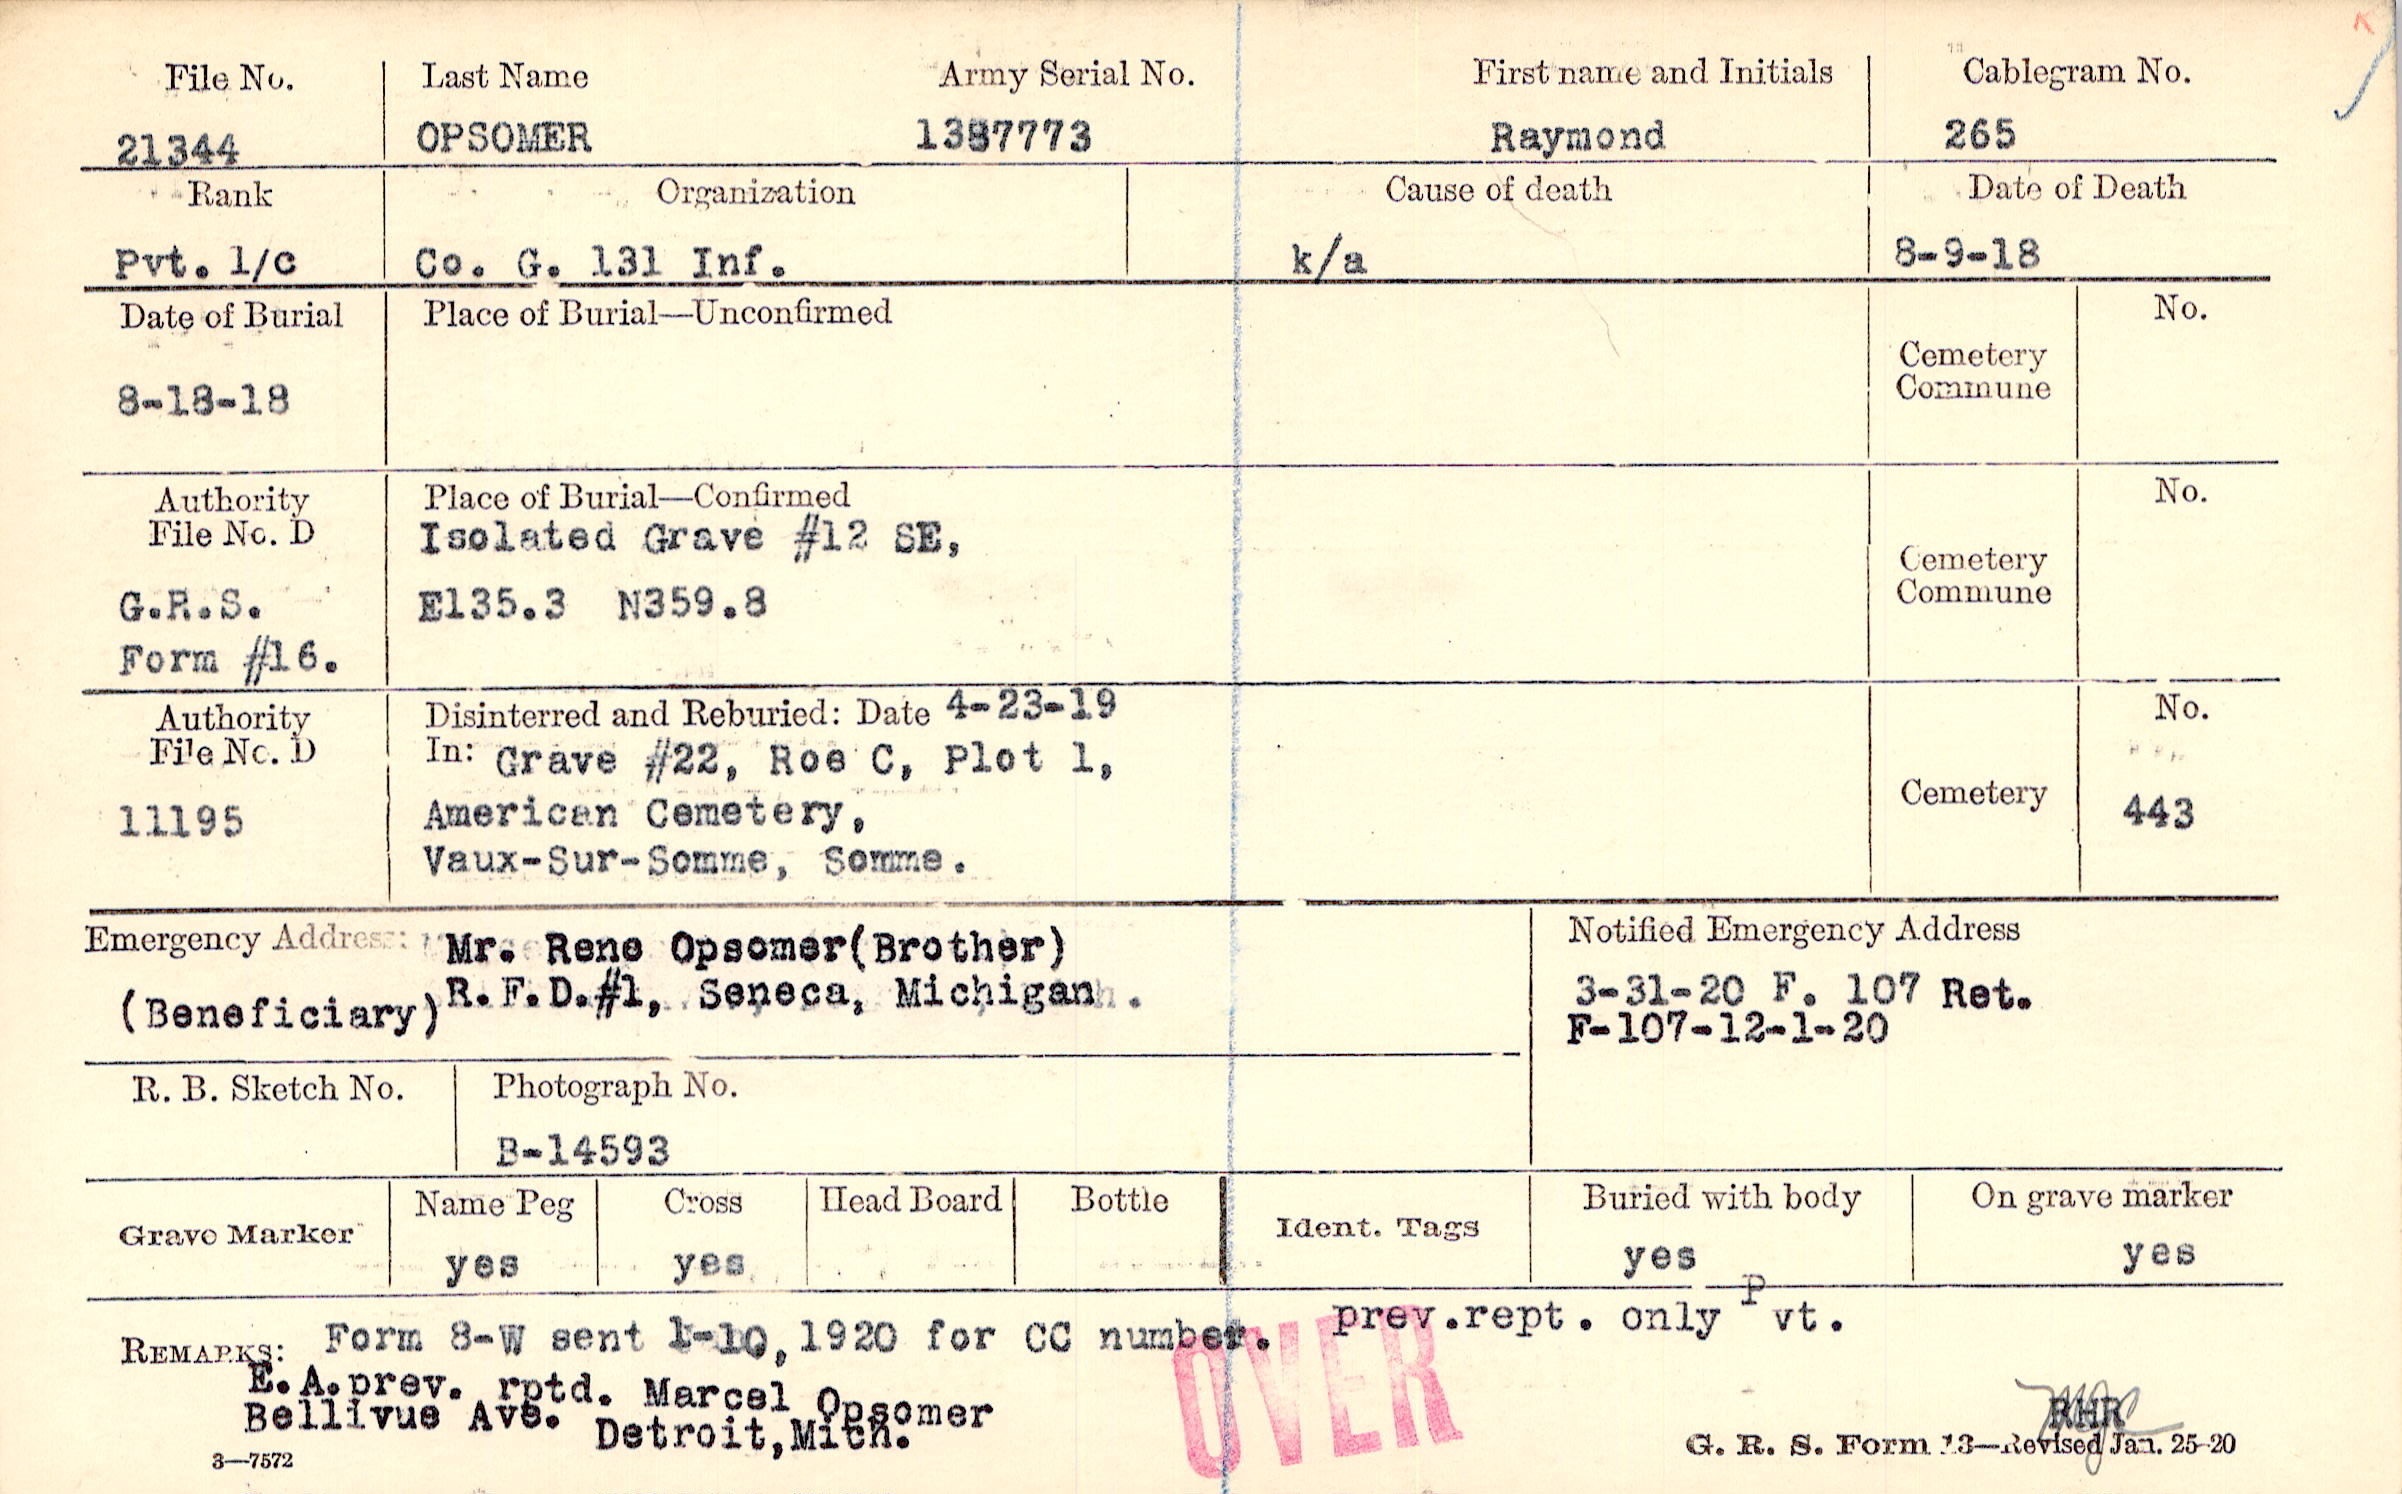 File No. Last Name Army Serial No. First name and Initials Cablegram No.
21344 OPSOMER 1387773 Raymond 265
Rank Organization Cause of death Date of Death
Pvt. 1/c Co. G. 131 Inf. k/a 8-9-18
Date of Burial Place of Burial—Unconfirmed No.
Cemetery
Commune
8-18-18
Authority Place of Burial—Confirmed No.
File No. D Isolated Grave #12 SE,
Cemetery
Commune
G.R.S. E135.3 N359.8
Form #16.
Authority Disinterred and Reburied: Date 4-23-19 No.
File No. D In: Grave #22, Roe C, Plot 1,
11195 American Cemetery, Cemetery 443
Vaux-Sur-Somme, Somme.
Emergency Address: Mr. Rene Opsomer(Brother) Notified Emergency Address
(Beneficiary) R.F.D.#1, Seneca, Michigan. 3-31-20 F. 107 Ret.
F-107-12-1-20
R. B. Sketch No. Photograph No.
B-14593
Grave Marker Name Peg Cross Head Board Bottle Ident. Tags Buried with body On grave marker
yes yes yes yes
REMARKS: Form 8-W sent 1-10,1920 for CC number. prev.rept. only Pvt.
E.A.prev. rptd. Marcel Opsomer
Bellivue Ave. Detroit,Mich.
OVER
RHR
3—7572 G. R. S. Form 13—Revised Jan. 25-20